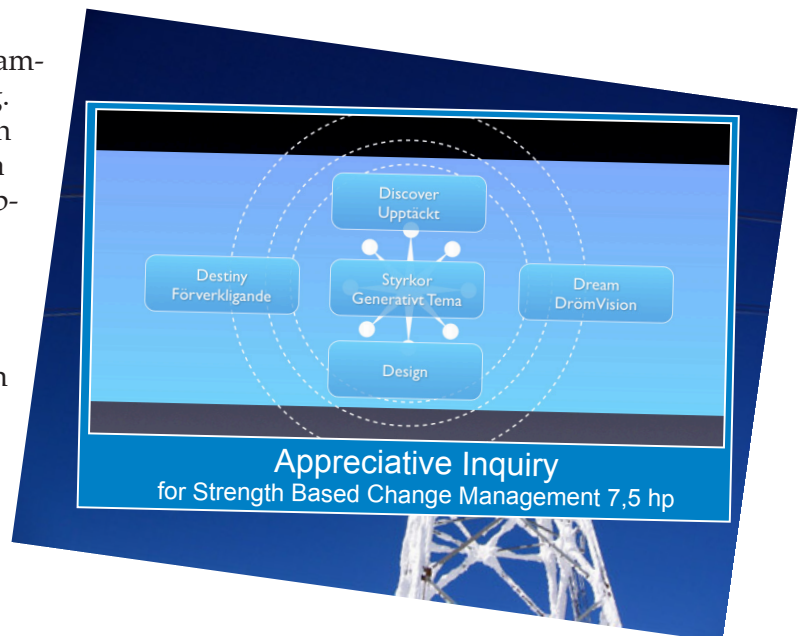 am-
g.
n
n
p-
n
Discover
Upptäckt
Destiny
Förverkligande
Styrkor
Generativt Tema
Dream
DrömVision
Design
Appreciative Inquiry
for Strength Based Change Management 7,5 hp